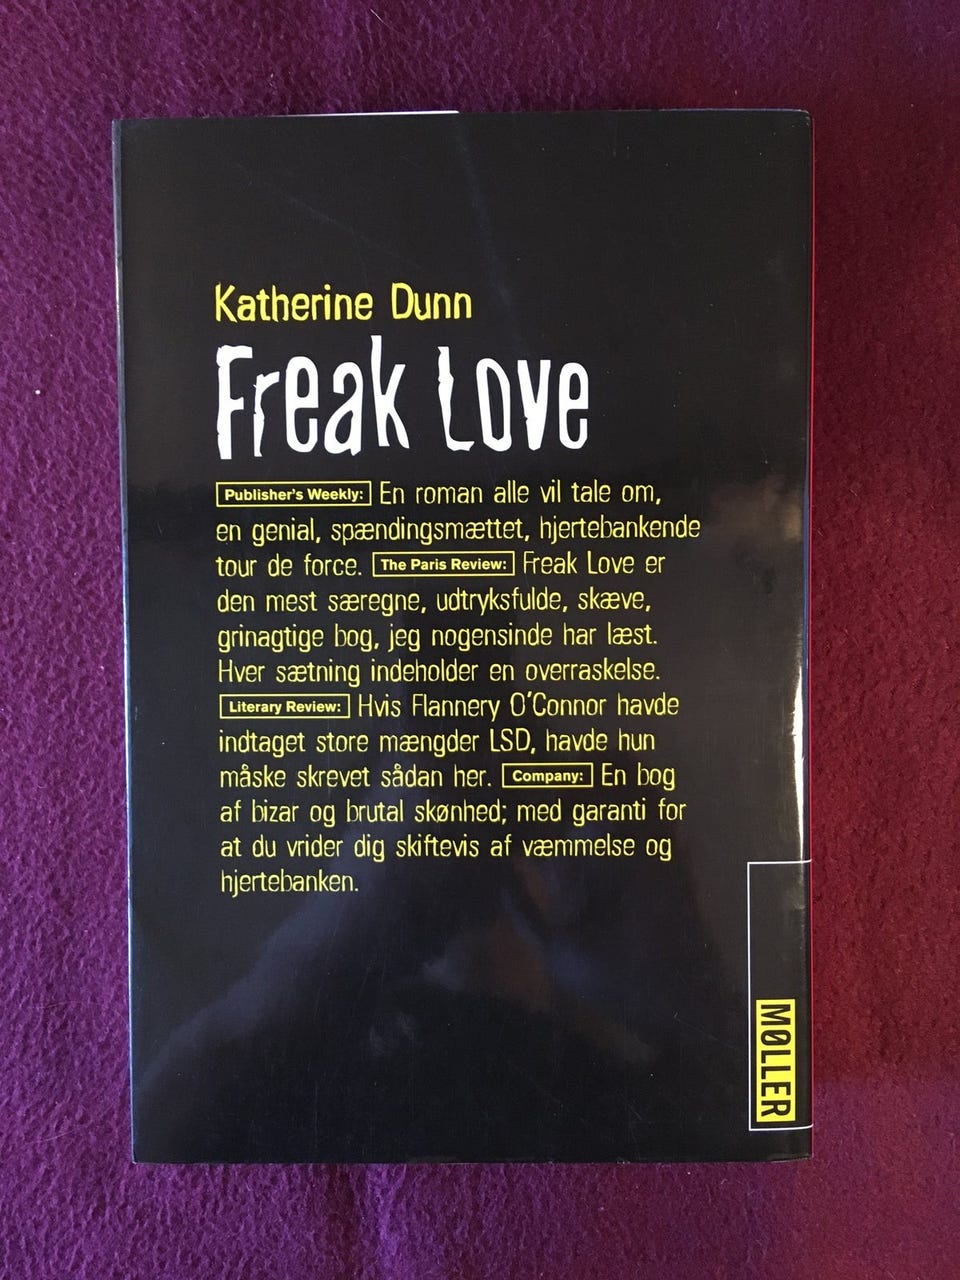 Katherine Dunn
Freak Love
Publisher's Weekly: En roman alle vil tale om,
en genial, spændingsmættet, hjertebankende
tour de force. The Paris Review: Freak Love er
den mest særegne, udtryksfulde, skæve,
grinagtige bog, jeg nogensinde har læst.
Hver sætning indeholder en overraskelse.
Literary Review: Hvis Flannery O'Connor havde
indtaget store mængder LSD, havde hun
måske skrevet sådan her. Company: En bog
af bizar og brutal skønhed; med garanti for
at du vrider dig skiftevis af væmmelse og
hjertebanken.
MØLLER